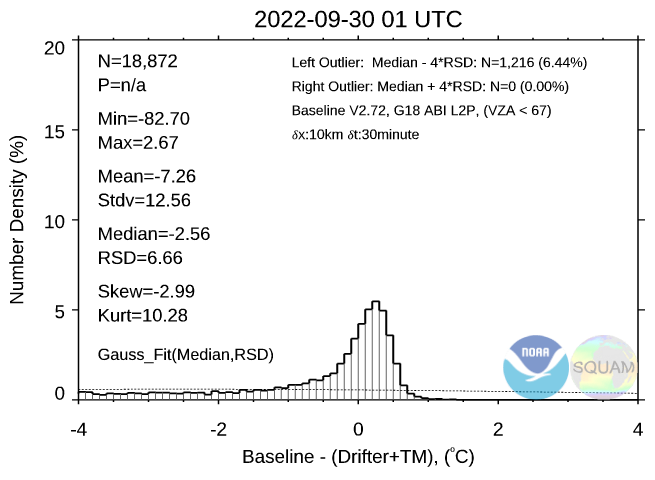 2022-09-30 01 UTC
N=18,872
P=n/a
Min=-82.70
Max=2.67
Mean=-7.26
Stdv=12.56
Median=-2.56
RSD=6.66
Skew=-2.99
Kurt=10.28
Gauss_Fit(Median,RSD)
Left Outlier: Median - 4*RSD: N=1,216 (6.44%)
Right Outlier: Median + 4*RSD: N=0 (0.00%)
Baseline V2.72, G18 ABI L2P, (VZA < 67)
δx:10km δt:30minute
NOAA
SQUAM
Number Density (%)
20
15
10
5
0
-4 -2 0 2 4
Baseline - (Drifter+TM), (°C)